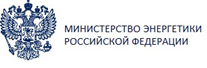 МИНИСТЕРСТВО ЭНЕРГЕТИКИ
РОССИЙСКОЙ ФЕДЕРАЦИИ